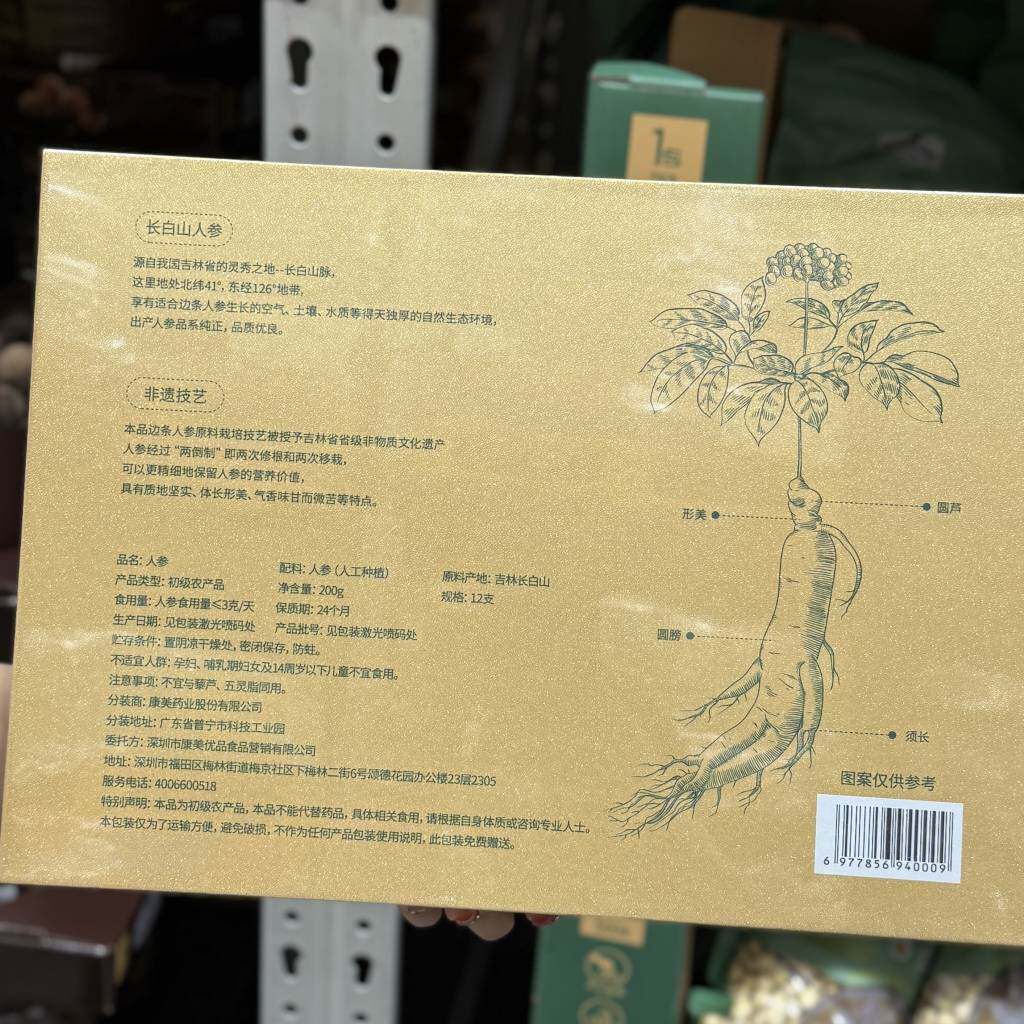 1
长白山人参
源自我国吉林省的灵秀之地--长白山脉,
这里地处北纬41°, 东经126°地带,
享有适合边条人参生长的空气、土壤、水质等得天独厚的自然生态环境,
出产人参品系纯正, 品质优良。
非遗技艺
本品边条人参原料栽培技艺被授予吉林省省级非物质文化遗产
人参经过“两倒制”即两次修根和两次移栽,
可以更精细地保留人参的营养价值,
具有质地坚实、体长形美、气香味甘而微苦等特点。
品名: 人参 配料: 人参 (人工种植) 原料产地: 吉林长白山
产品类型: 初级农产品 净含量: 200g 规格: 12支
食用量: 人参食用量≤3克/天 保质期: 24个月
生产日期: 见包装激光喷码处 产品批号: 见包装激光喷码处
贮存条件: 置阴凉干燥处, 密闭保存, 防蛀。
不适宜人群: 孕妇、哺乳期妇女及14周岁以下儿童不宜食用。
注意事项: 不宜与藜芦、五灵脂同用。
分装商: 康美药业股份有限公司
分装地址: 广东省普宁市科技工业园
委托方: 深圳市康美优品食品营销有限公司
地址: 深圳市福田区梅林街道梅京社区下梅林二街6号颂德花园办公楼23层2305
服务电话: 4006600518
特别声明: 本品为初级农产品, 本品不能代替药品, 具体相关食用, 请根据自身体质或咨询专业人士。
本包装仅为了运输方便, 避免破损, 不作为任何产品包装使用说明, 此包装免费赠送。
圆芦
形美
圆膀
须长
图案仅供参考
6 977856 940009